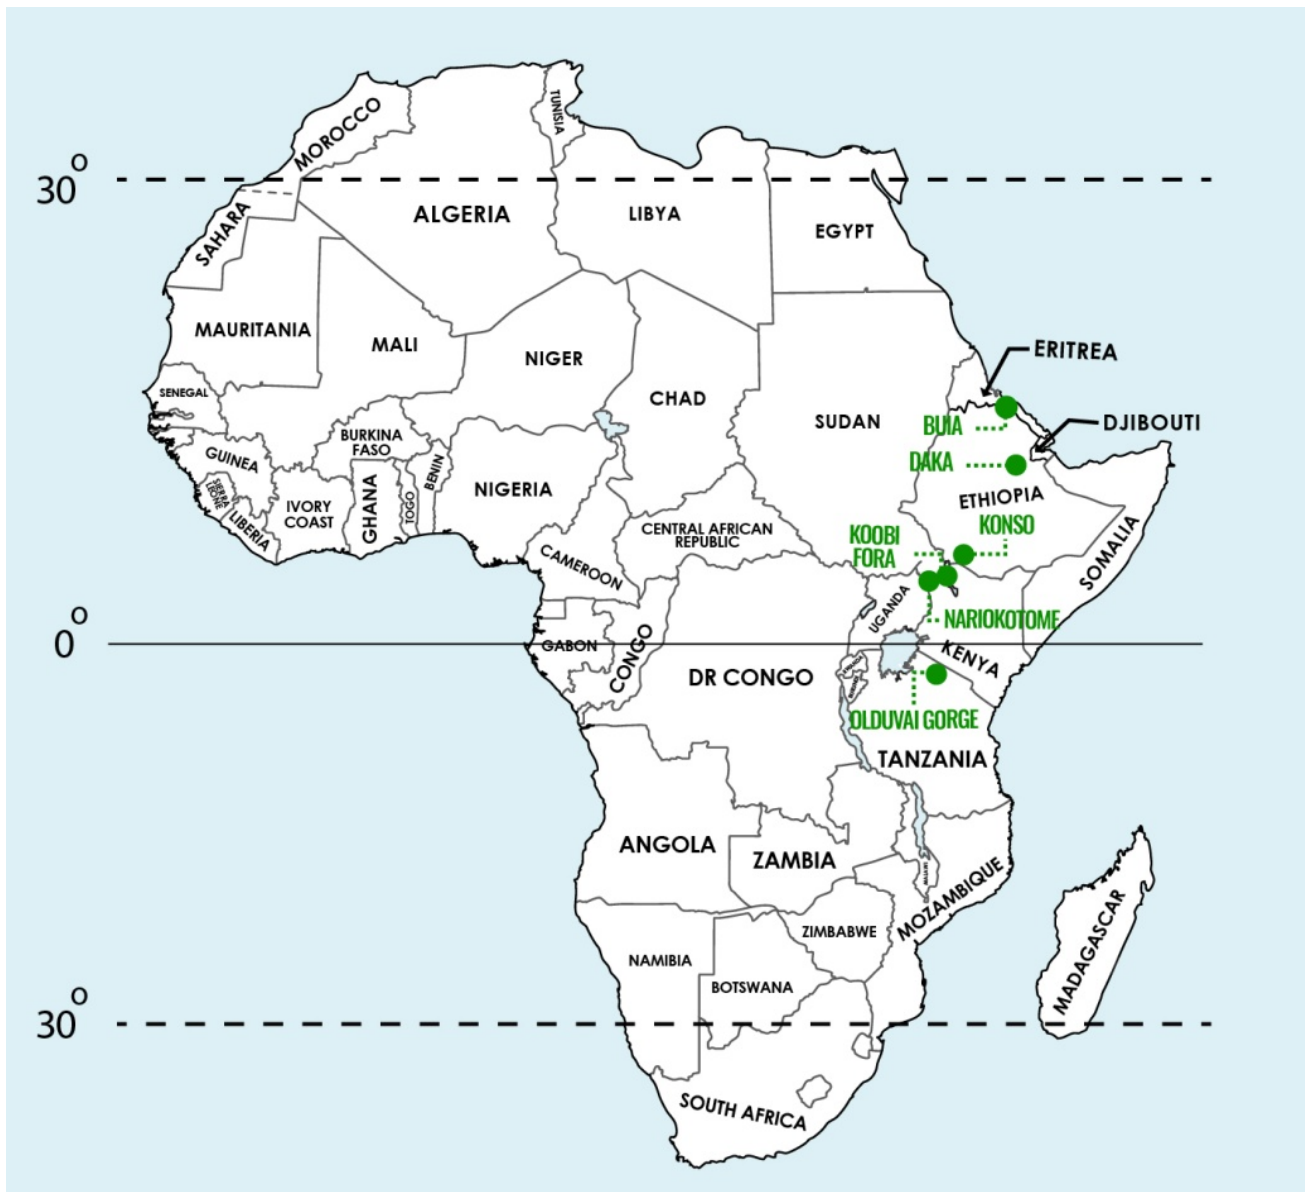 TUNISIA
MOROCCO
30°
ALGERIA
LIBYA
EGYPT
SAHARA
MAURITANIA
MALI
NIGER
CHAD
SUDAN
ERITREA
SENEGAL
BUIA
DJIBOUTI
BURKINA
FASO
GUINEA
DAKA
BENIN
NIGERIA
ETHIOPIA
SIERRA
LEONE
IVORY
COAST
GHANA
TOGO
LIBERIA
CENTRAL AFRICAN
REPUBLIC
KOOBI
FORA
KONSO
SOMALIA
CAMEROON
UGANDA
NARIOKOTOME
0°
GABON
CONGO
KENYA
DR CONGO
OLDUVAI GORGE
TANZANIA
ANGOLA
ZAMBIA
MOZAMBIQUE
ZIMBABWE
MADAGASCAR
NAMIBIA
BOTSWANA
30°
SOUTH AFRICA